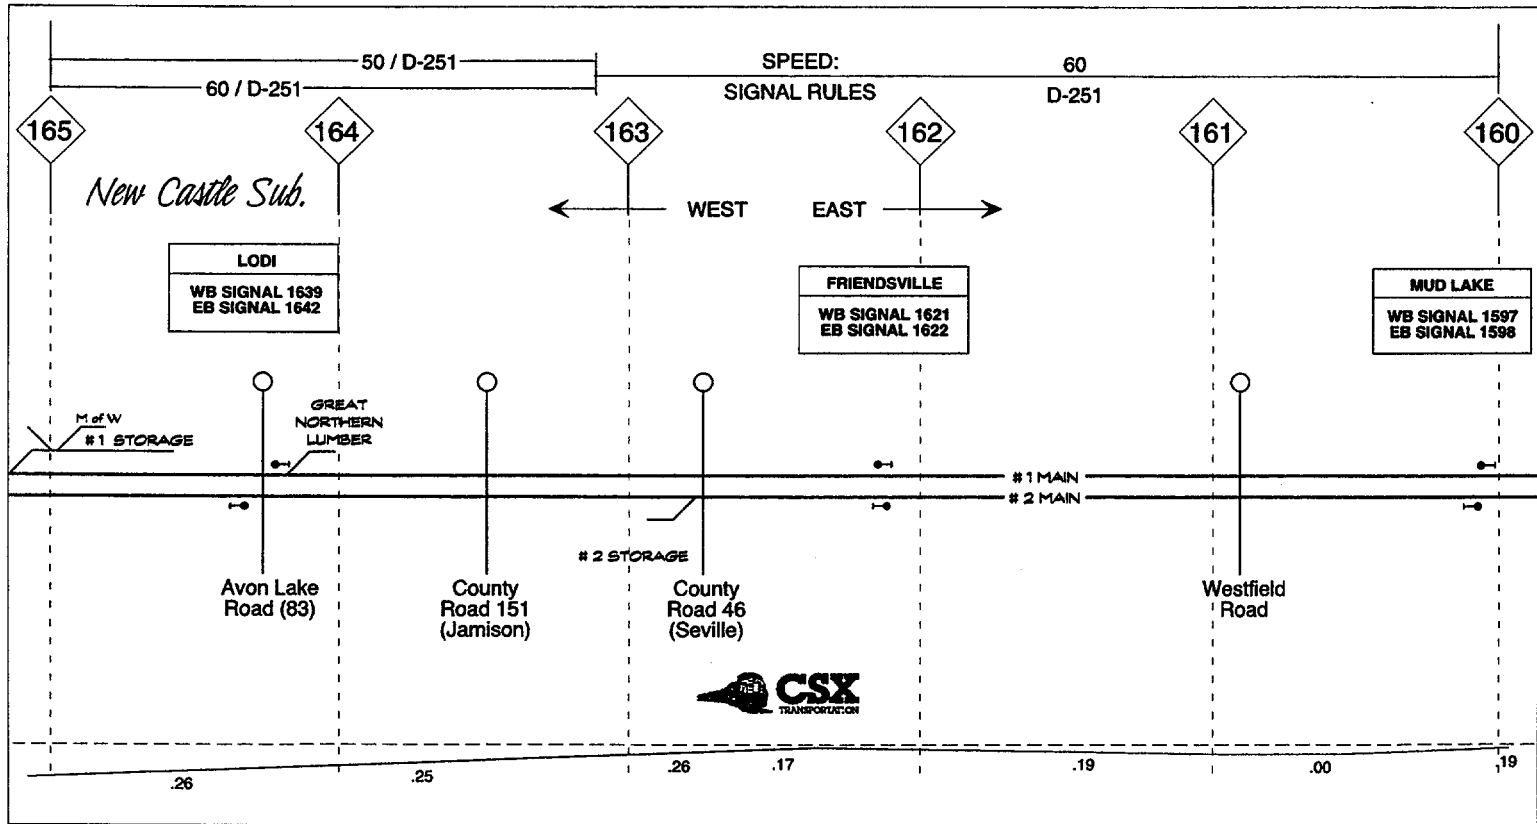 50 / D-251
SPEED:
60
60 / D-251
SIGNAL RULES
D-251
165
164
163
162
161
160
New Castle Sub.
WEST
EAST
LODI
WB SIGNAL 1639
EB SIGNAL 1642
FRIENDSVILLE
WB SIGNAL 1621
EB SIGNAL 1622
MUD LAKE
WB SIGNAL 1597
EB SIGNAL 1598
M of W
#1 STORAGE
GREAT
NORTHERN
LUMBER
#1 MAIN
#2 MAIN
#2 STORAGE
Avon Lake
Road (83)
County
Road 151
(Jamison)
County
Road 46
(Seville)
Westfield
Road
CSX
TRANSPORTATION
.26
.25
.26
.17
.19
.00
.19